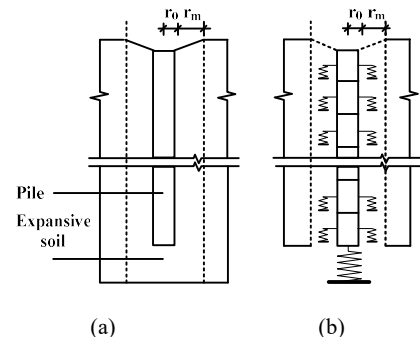 r₀ rₘ
r₀ rₘ
Pile
Expansive
soil
(a)
(b)